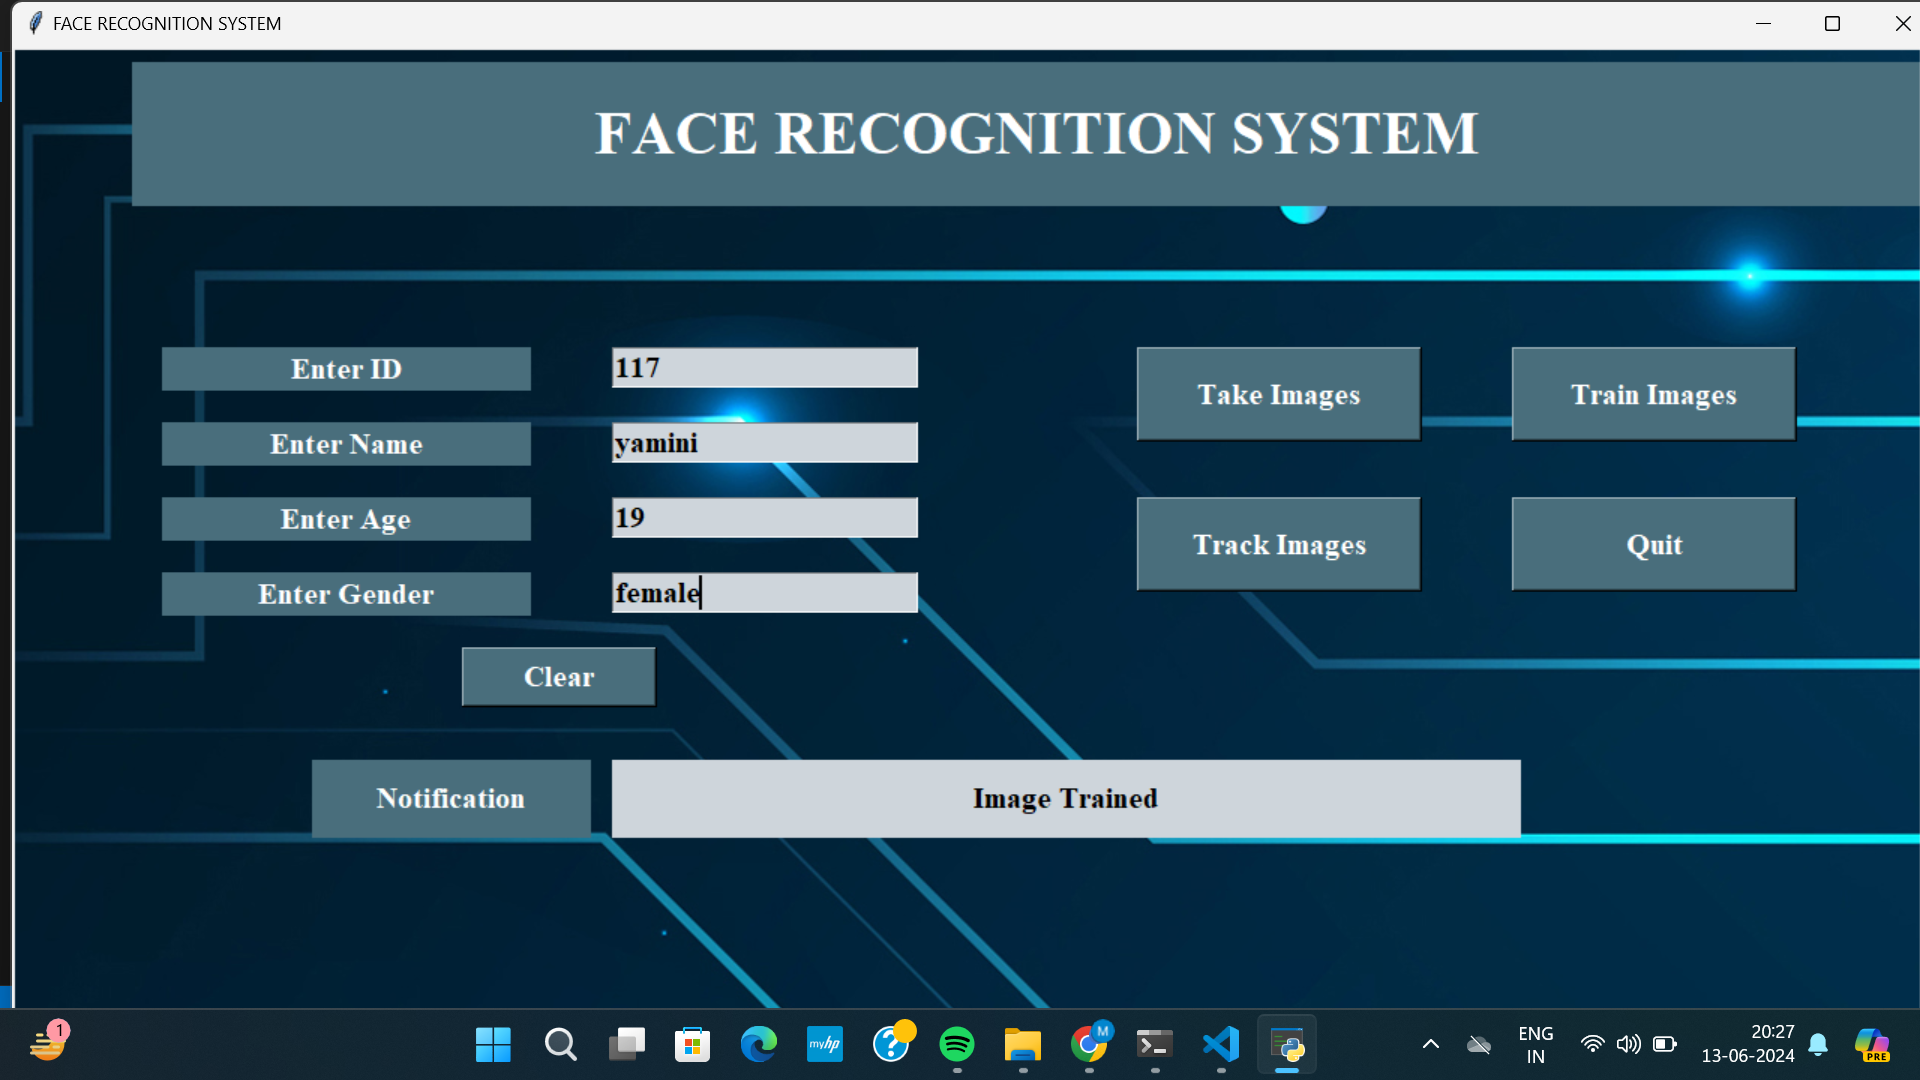 FACE RECOGNITION SYSTEM
FACE RECOGNITION SYSTEM
Enter ID
117
Take Images
Train Images
Enter Name
yamini
Enter Age
19
Track Images
Quit
Enter Gender
female
Clear
Notification
Image Trained
1
myhp
M
ENG
IN
20:27
13-06-2024
PRE